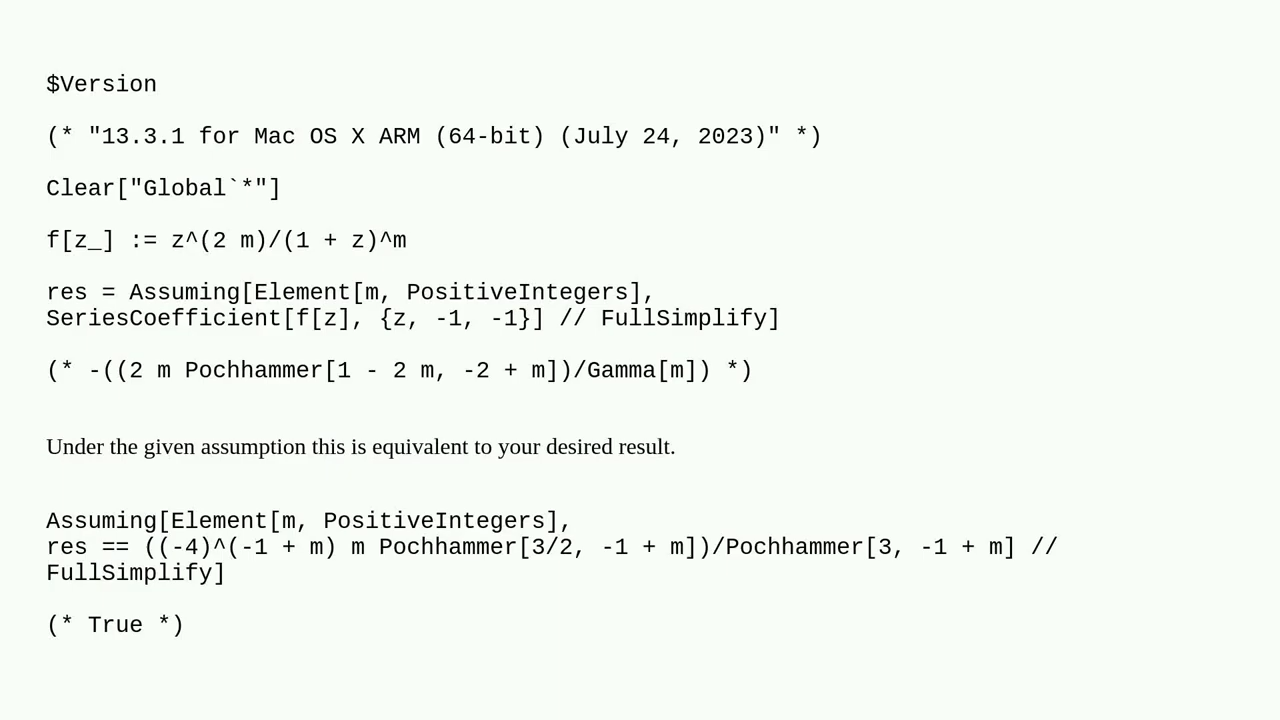 $Version
(* "13.3.1 for Mac OS X ARM (64-bit) (July 24, 2023)" *)
Clear["Global`*"]
f[z_] := z^(2 m)/(1 + z)^m
res = Assuming[Element[m, PositiveIntegers],
SeriesCoefficient[f[z], {z, -1, -1}] // FullSimplify]
(* -((2 m Pochhammer[1 - 2 m, -2 + m])/Gamma[m]) *)
Under the given assumption this is equivalent to your desired result.
Assuming[Element[m, PositiveIntegers],
res == ((-4)^(-1 + m) m Pochhammer[3/2, -1 + m])/Pochhammer[3, -1 + m] //
FullSimplify]
(* True *)